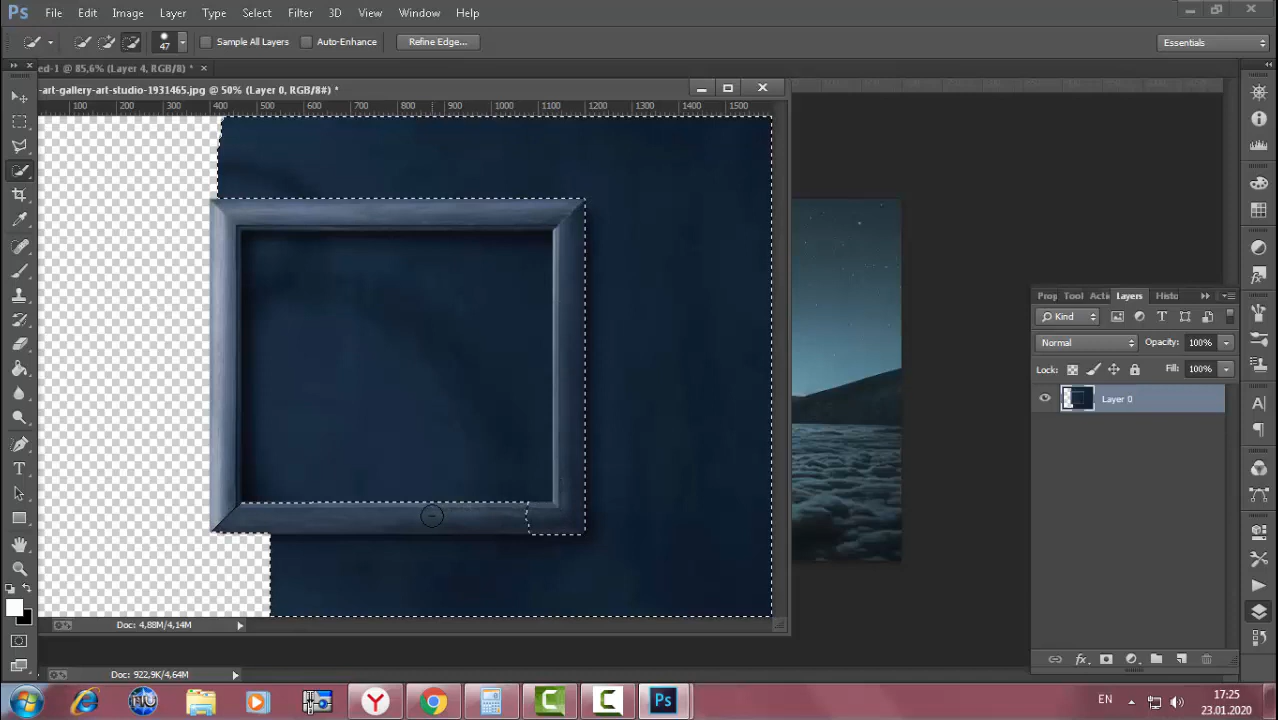 Ps File Edit Image Layer Type Select Filter 3D View Window Help
47 Sample All Layers Auto-Enhance Refine Edge... Essentials
ed-1 @ 85,6% (Layer 4, RGB/8) * ×
-art-gallery-art-studio-1931465.jpg @ 50% (Layer 0, RGB/8#) *
100 200 300 400 500 600 700 800 900 1000 1100 1200 1300 1400 1500
Prop Tool Acti Layers Histo
Kind
Normal Opacity: 100%
Lock: Fill: 100%
Layer 0
Doc: 4,88M/4,14M
Doc: 922,9K/4,64M
EN 17:25
23.01.2020